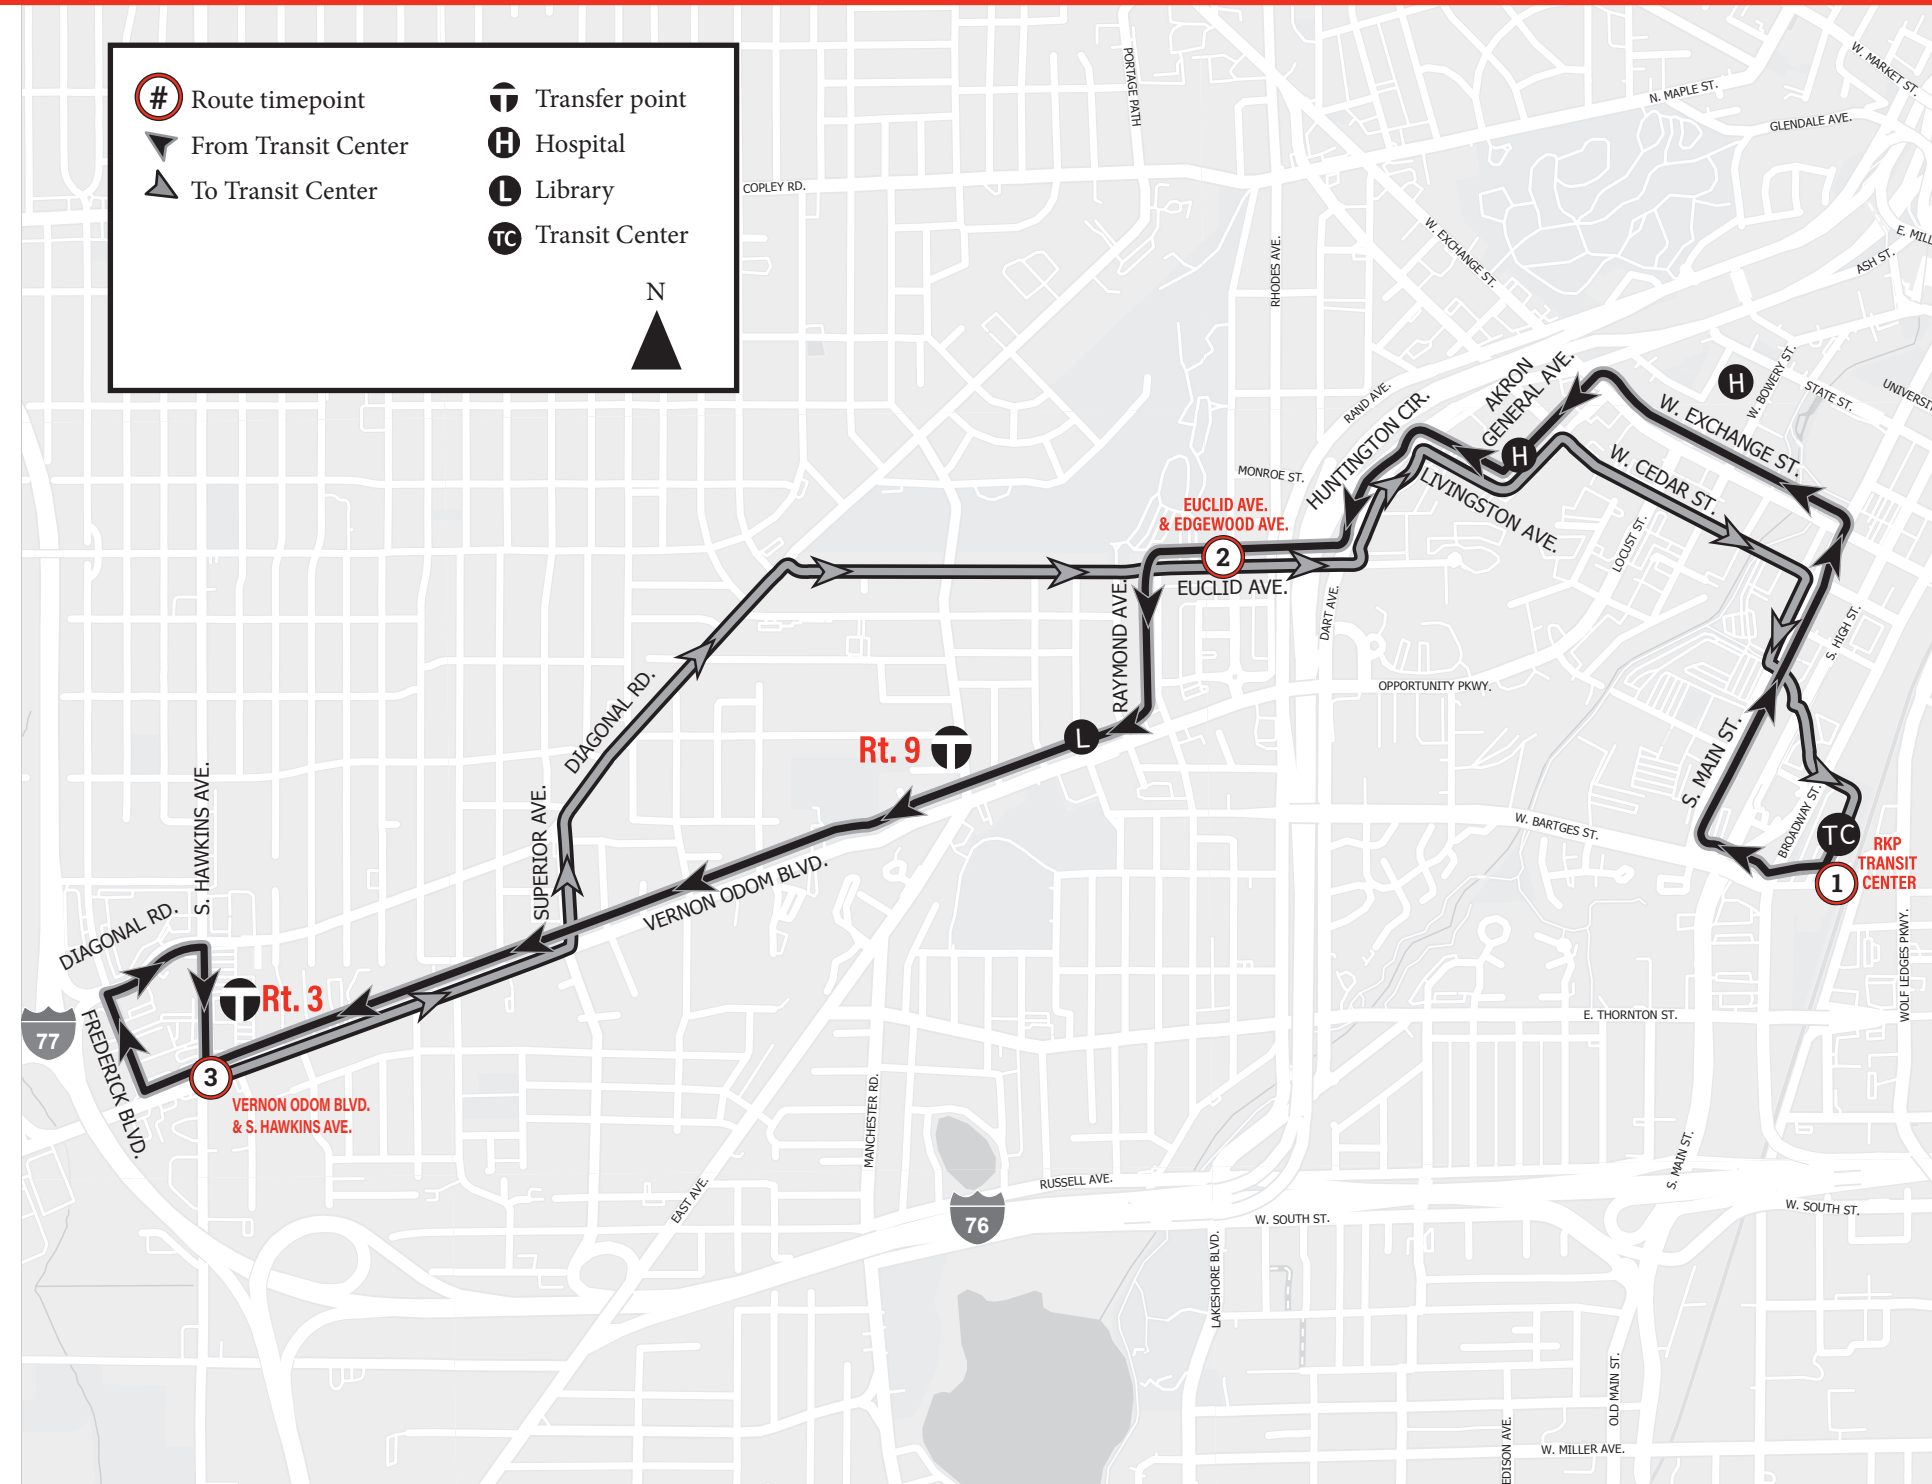 #
Route timepoint
From Transit Center
To Transit Center
T
Transfer point
H
Hospital
L
Library
TC
Transit Center
N
PORTAGE PATH
COPLEY RD.
RHODES AVE.
N. MAPLE ST.
W. MARKET ST.
GLENDALE AVE.
W. EXCHANGE ST.
E. MILL
ASH ST.
H
W. BOWERY ST.
STATE ST.
UNIVERSI
RAND AVE.
AKRON
GENERAL AVE.
HUNTINGTON CIR.
MONROE ST.
H
W. EXCHANGE ST.
W. CEDAR ST.
LIVINGSTON AVE.
LOCUST ST.
EUCLID AVE.
& EDGEWOOD AVE.
2
EUCLID AVE.
RAYMOND AVE.
DART AVE.
S. HIGH ST.
OPPORTUNITY PKWY.
DIAGONAL RD.
L
Rt. 9
T
S. MAIN ST.
BROADWAY ST.
W. BARTGES ST.
TC
RKP
TRANSIT
CENTER
1
SUPERIOR AVE.
VERNON ODOM BLVD.
S. HAWKINS AVE.
DIAGONAL RD.
T
Rt. 3
77
FREDERICK BLVD.
3
VERNON ODOM BLVD.
& S. HAWKINS AVE.
WOLF LEDGES PKWY.
E. THORNTON ST.
MANCHESTER RD.
EAST AVE.
RUSSELL AVE.
76
S. MAIN ST.
W. SOUTH ST.
W. SOUTH ST.
LAKESHORE BLVD.
OLD MAIN ST.
EDISON AVE.
W. MILLER AVE.